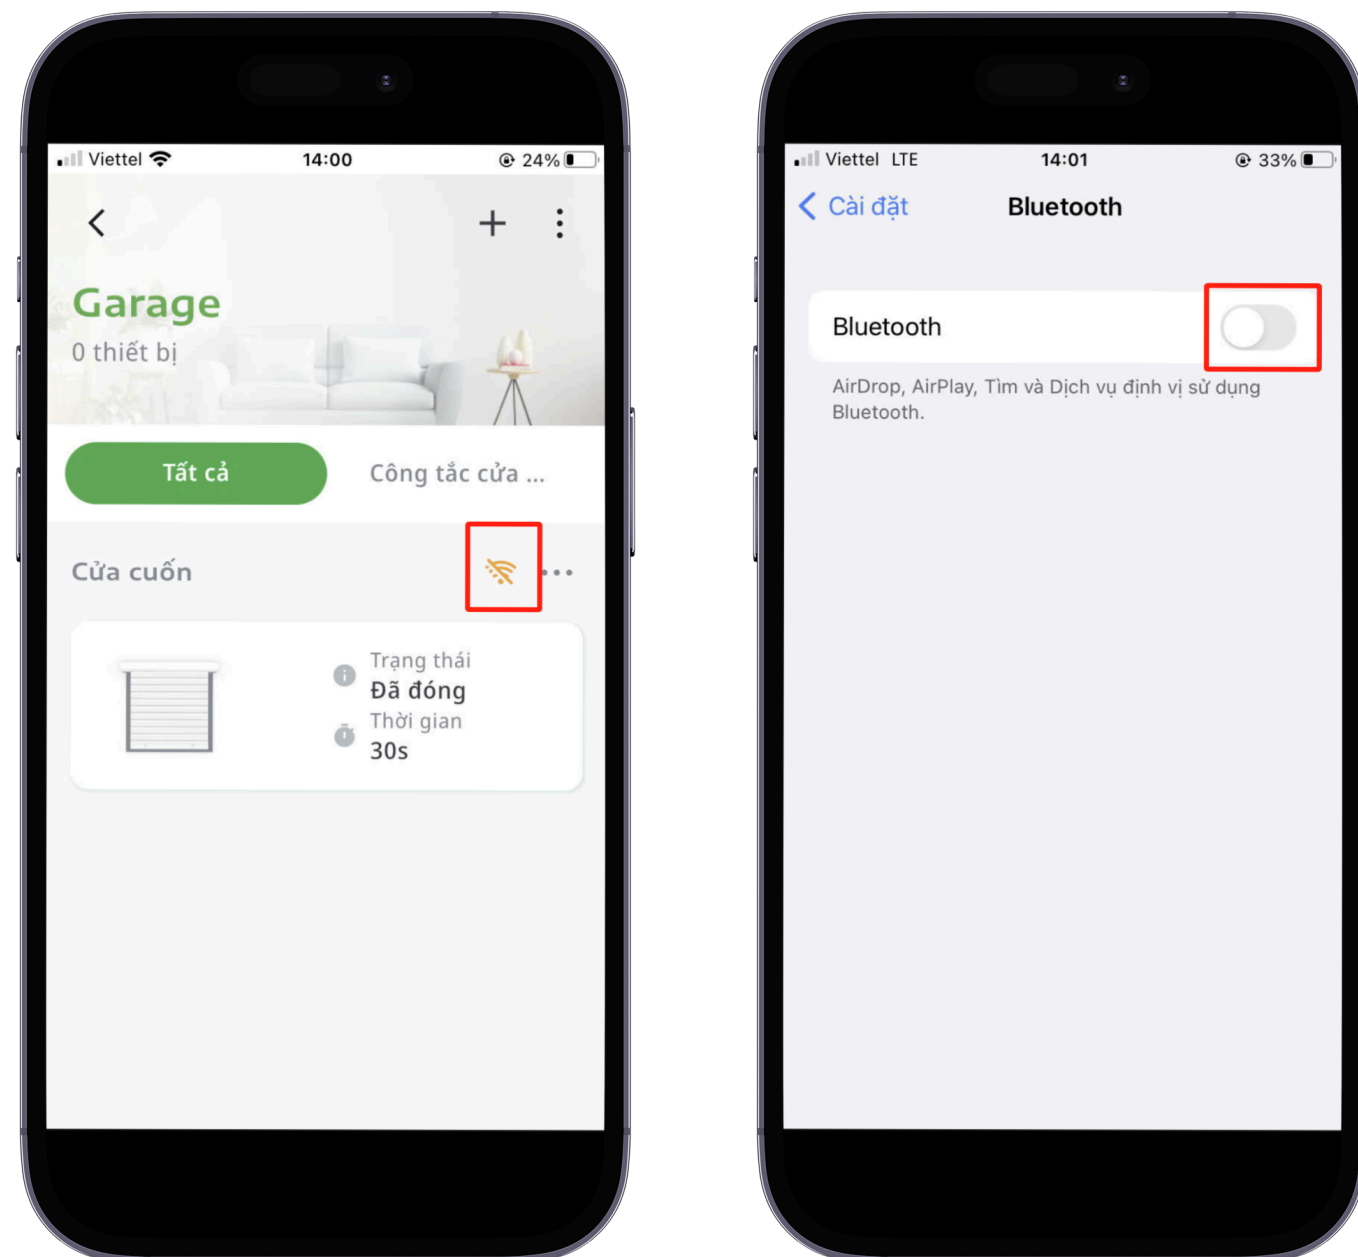 Viettel 14:00 24%
Garage
0 thiết bị
Tất cả Công tắc cửa ...
Cửa cuốn
Trạng thái
Đã đóng
Thời gian
30s
Viettel LTE 14:01 33%
Cài đặt Bluetooth
Bluetooth
AirDrop, AirPlay, Tìm và Dịch vụ định vị sử dụng
Bluetooth.